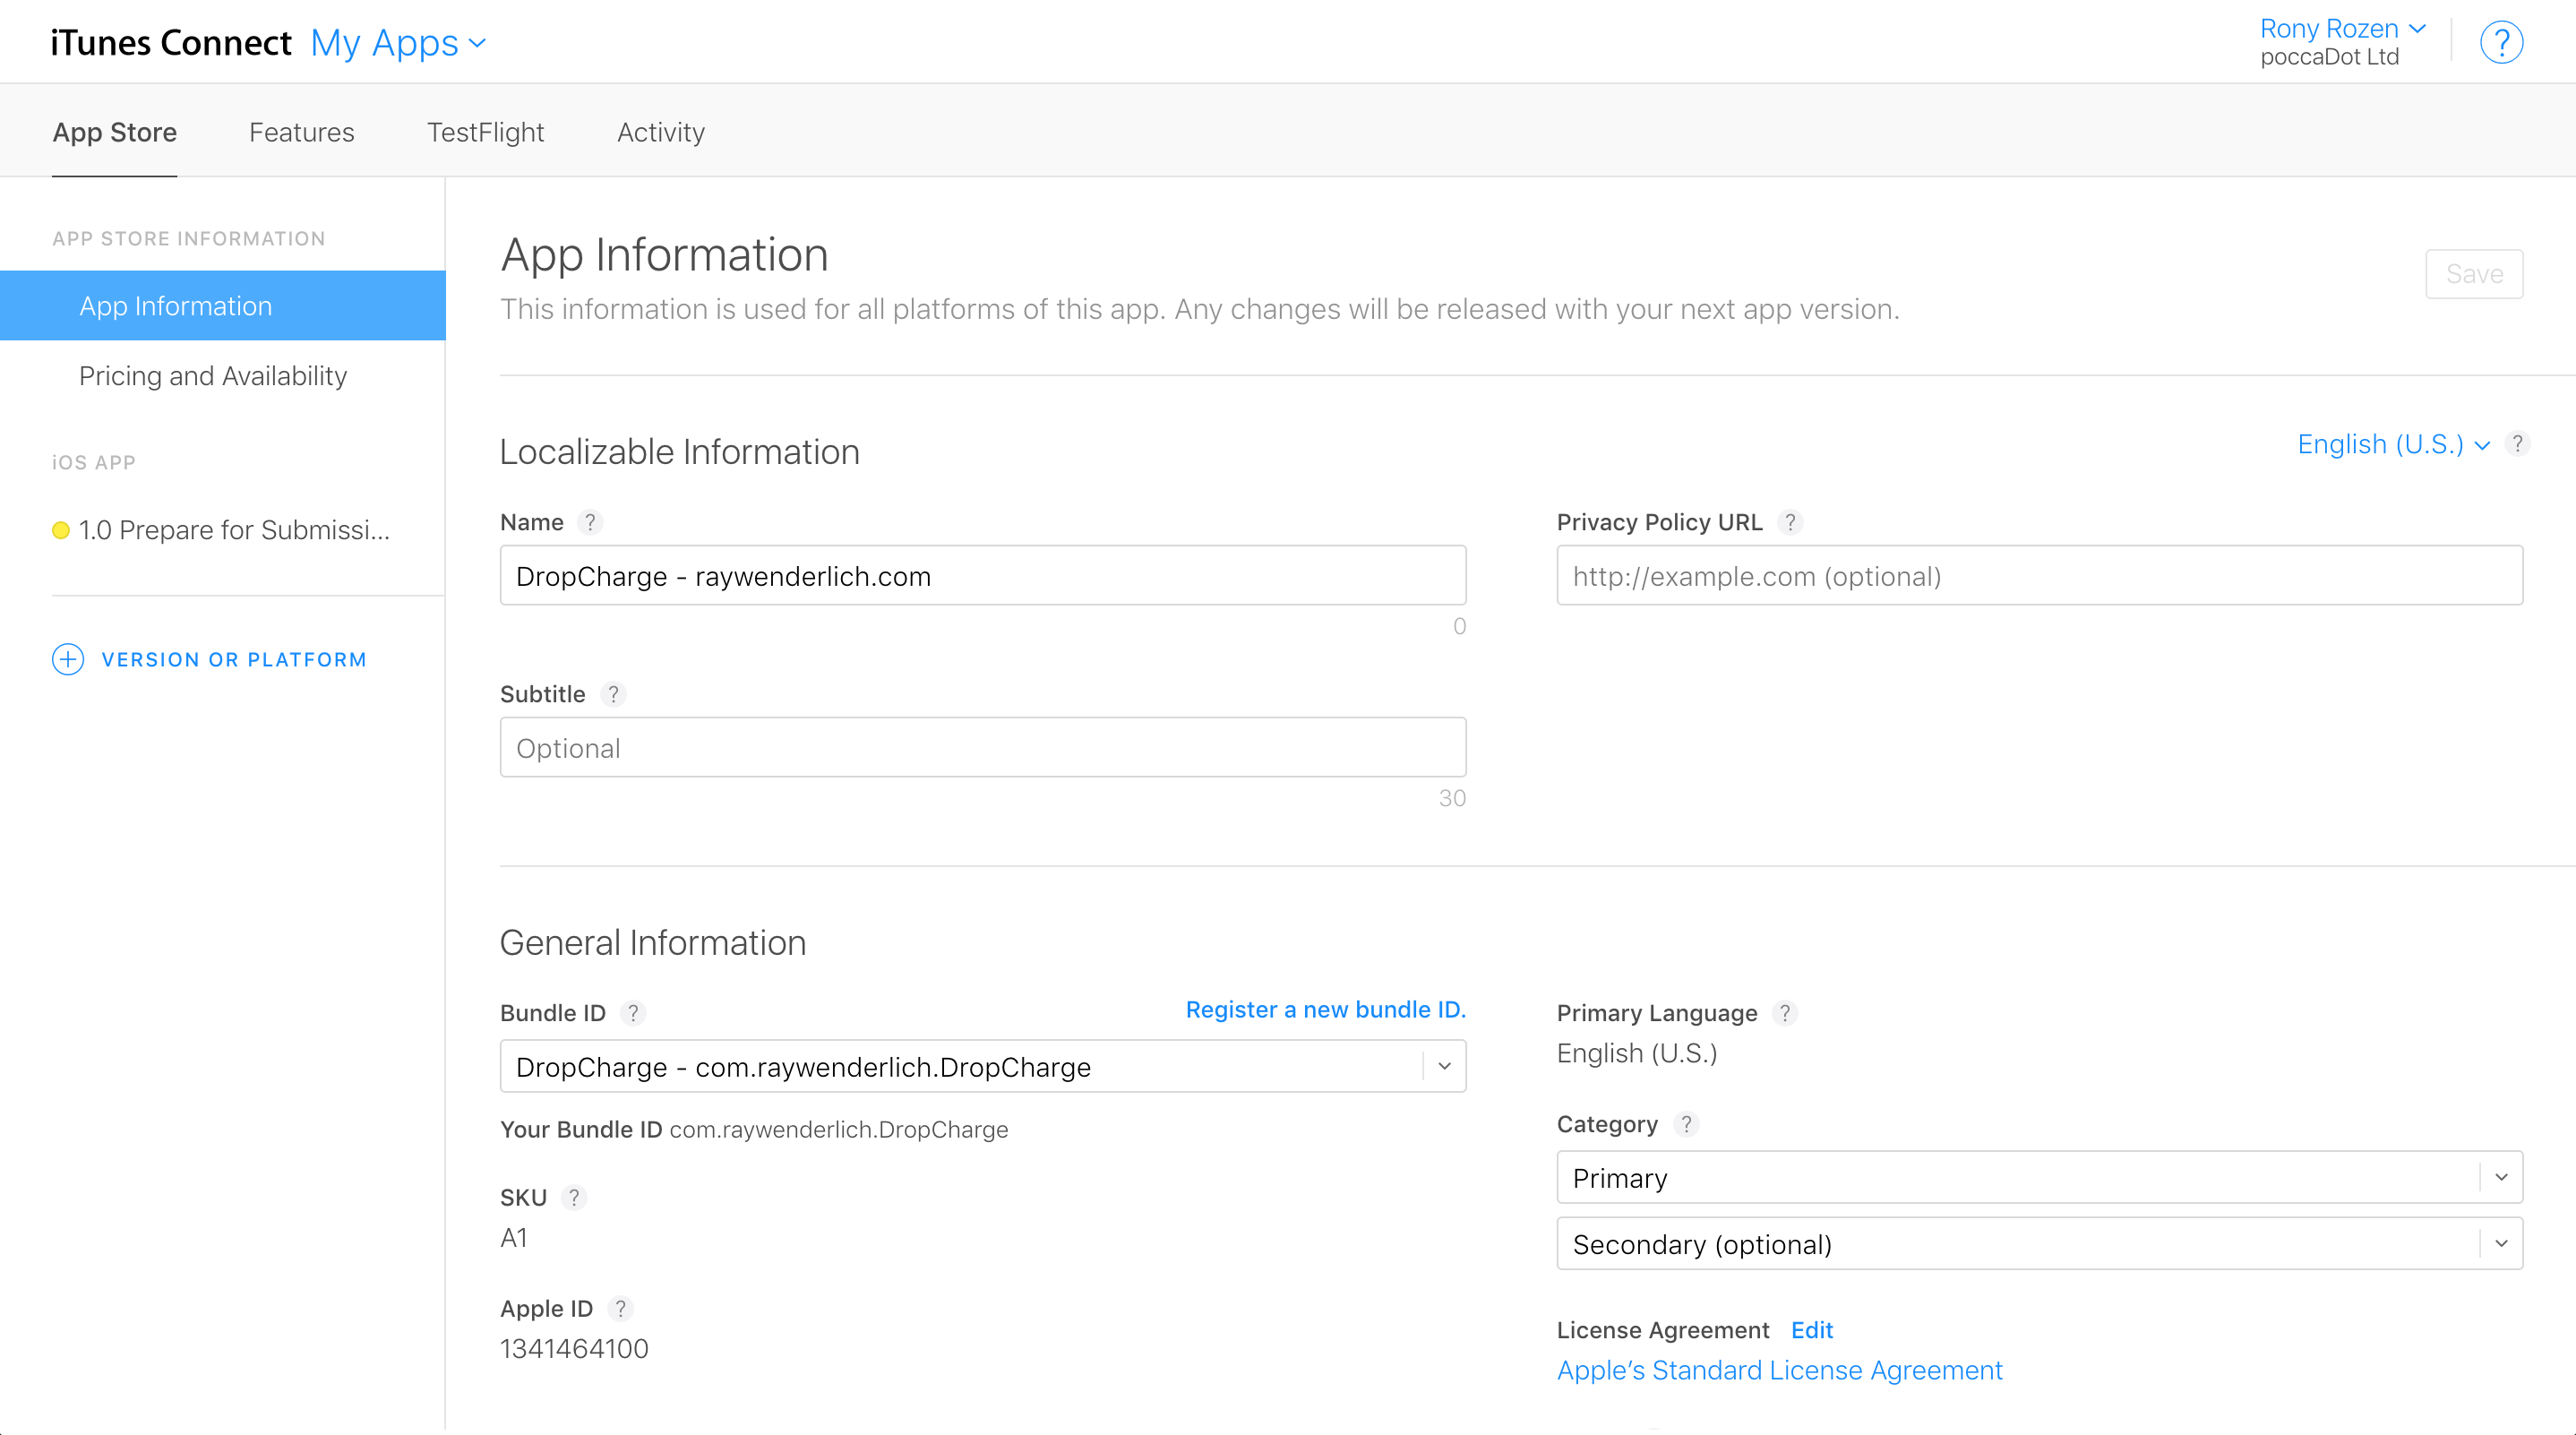 iTunes Connect My Apps
Rony Rozen
poccaDot Ltd
?
App Store Features TestFlight Activity
APP STORE INFORMATION
App Information
Pricing and Availability
iOS APP
1.0 Prepare for Submissi...
VERSION OR PLATFORM
App Information
This information is used for all platforms of this app. Any changes will be released with your next app version.
Save
Localizable Information
English (U.S.) ?
Name ?
DropCharge - raywenderlich.com
0
Privacy Policy URL ?
http://example.com (optional)
Subtitle ?
Optional
30
General Information
Bundle ID ? Register a new bundle ID.
DropCharge - com.raywenderlich.DropCharge
Your Bundle ID com.raywenderlich.DropCharge
SKU ?
A1
Apple ID ?
1341464100
Primary Language ?
English (U.S.)
Category ?
Primary
Secondary (optional)
License Agreement Edit
Apple’s Standard License Agreement